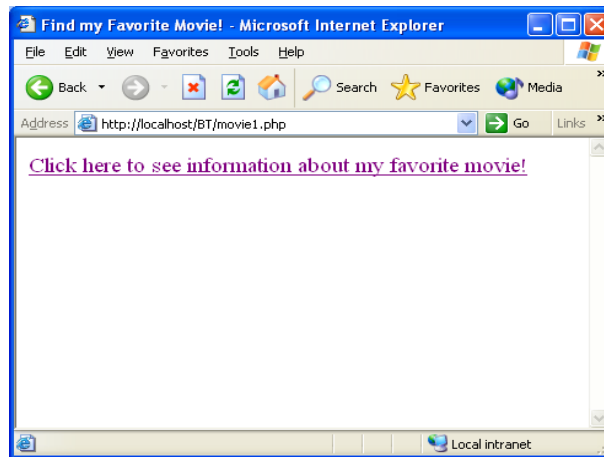 Find my Favorite Movie! - Microsoft Internet Explorer
File Edit View Favorites Tools Help
Back Search Favorites Media
Address http://localhost/BT/movie1.php Go Links
Click here to see information about my favorite movie!
Local intranet